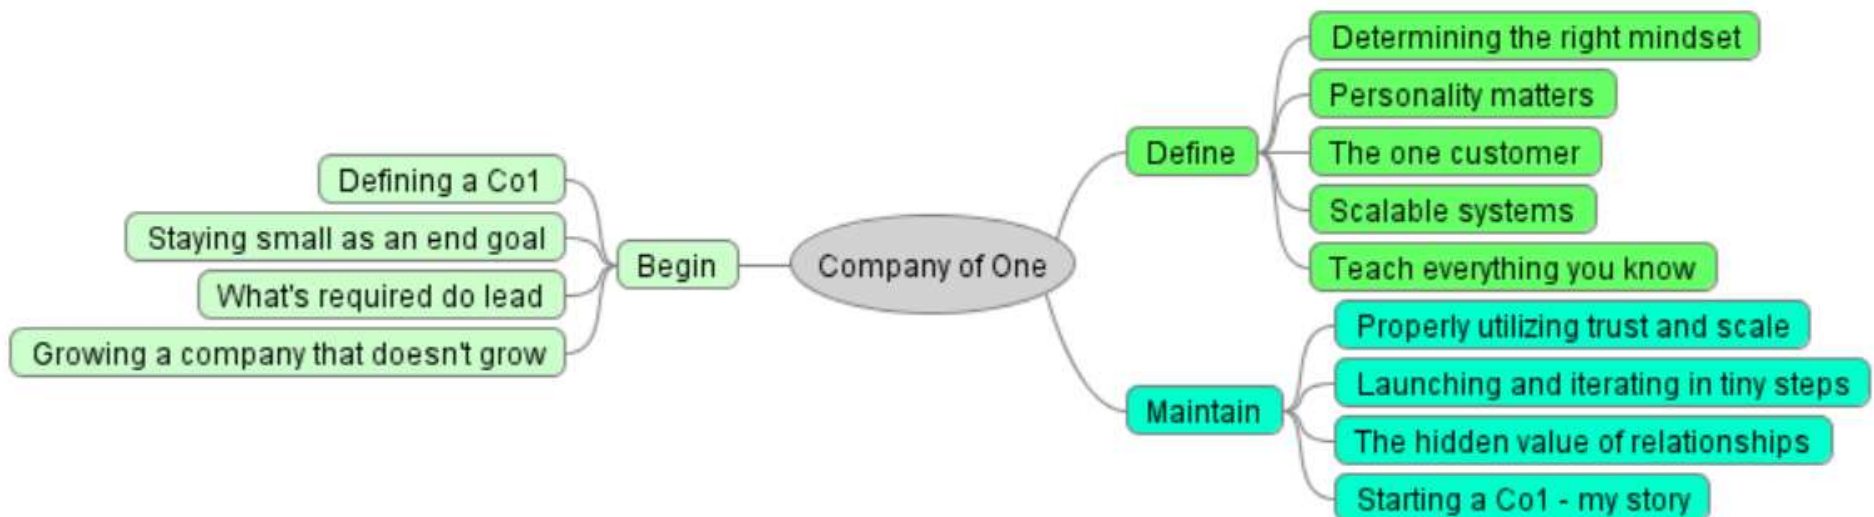 Company of One
Begin
Defining a Co1
Staying small as an end goal
What's required do lead
Growing a company that doesn't grow
Define
Determining the right mindset
Personality matters
The one customer
Scalable systems
Teach everything you know
Maintain
Properly utilizing trust and scale
Launching and iterating in tiny steps
The hidden value of relationships
Starting a Co1 - my story